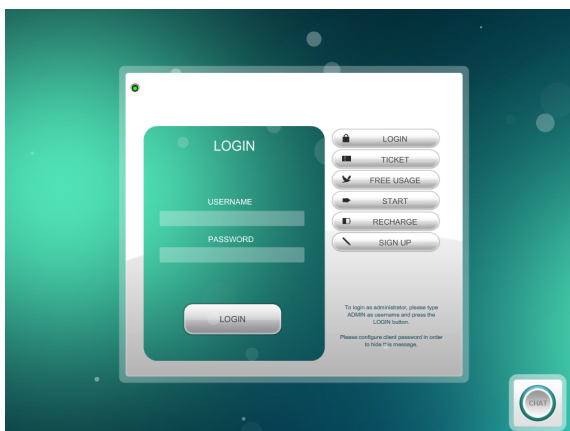 LOGIN
USERNAME
PASSWORD
LOGIN
LOGIN
TICKET
FREE USAGE
START
RECHARGE
SIGN UP
To login as administrator, please type
ADMIN as username and press the
LOGIN button.
Please configure client password in order
to hide this message.
CHAT